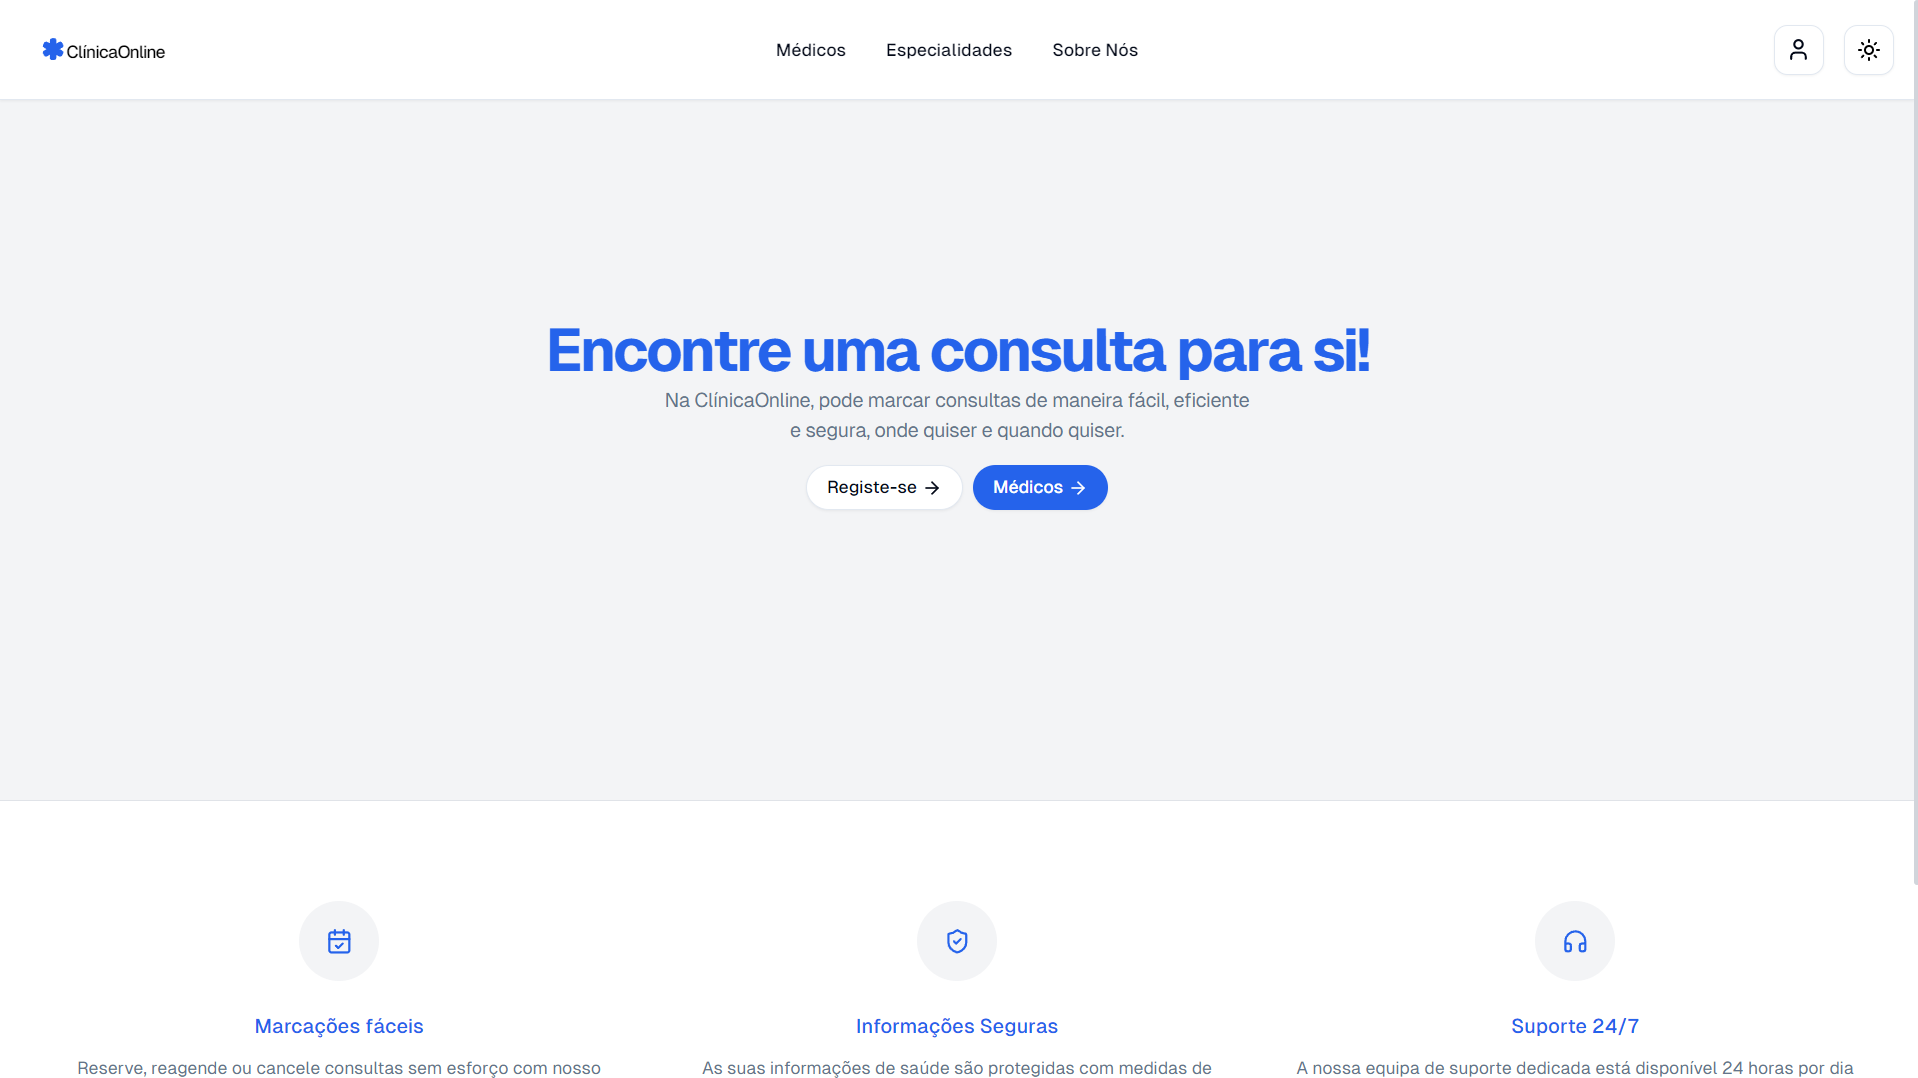 ClínicaOnline
Médicos
Especialidades
Sobre Nós
Encontre uma consulta para si!
Na ClínicaOnline, pode marcar consultas de maneira fácil, eficiente
e segura, onde quiser e quando quiser.
Registe-se
Médicos
Marcações fáceis
Reserve, reagende ou cancele consultas sem esforço com nosso
Informações Seguras
As suas informações de saúde são protegidas com medidas de
Suporte 24/7
A nossa equipa de suporte dedicada está disponível 24 horas por dia